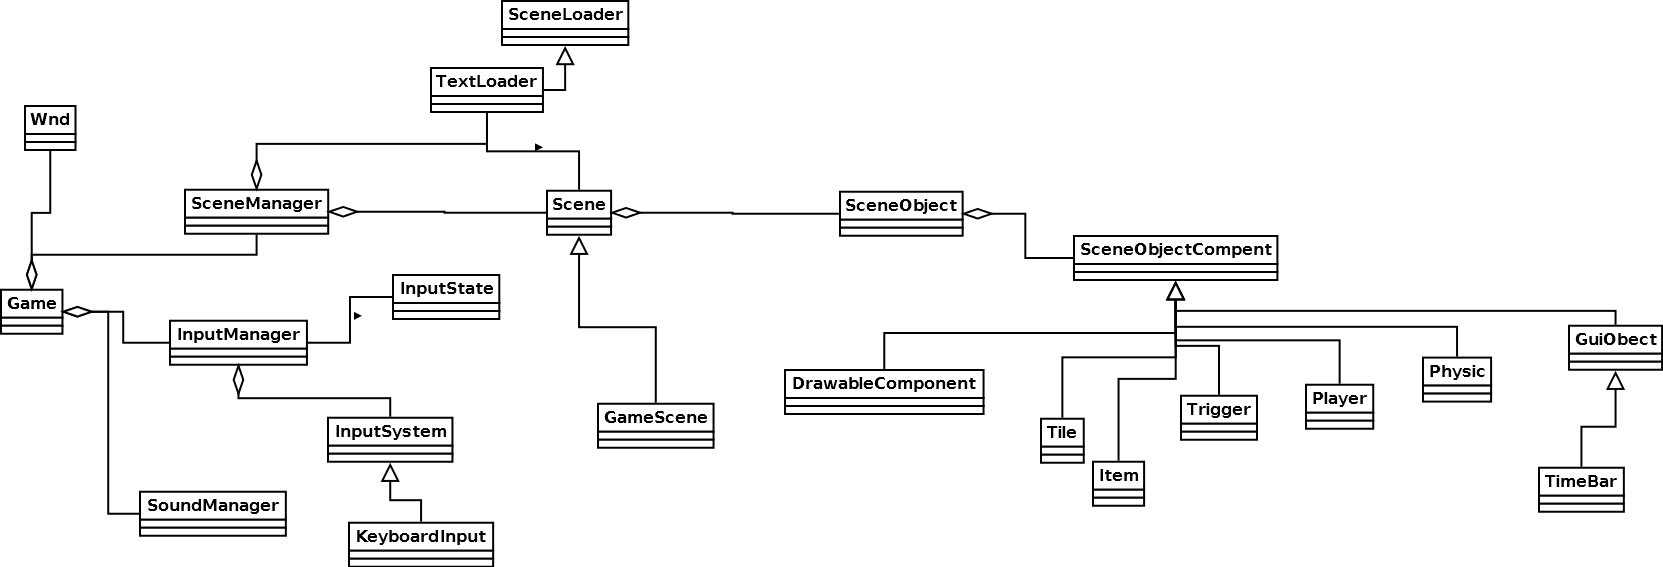 SceneLoader
TextLoader
Wnd
SceneManager
Scene
SceneObject
SceneObjectCompent
Game
InputState
InputManager
GuiObect
Physic
DrawableComponent
Player
Trigger
GameScene
InputSystem
Tile
Item
TimeBar
SoundManager
KeyboardInput